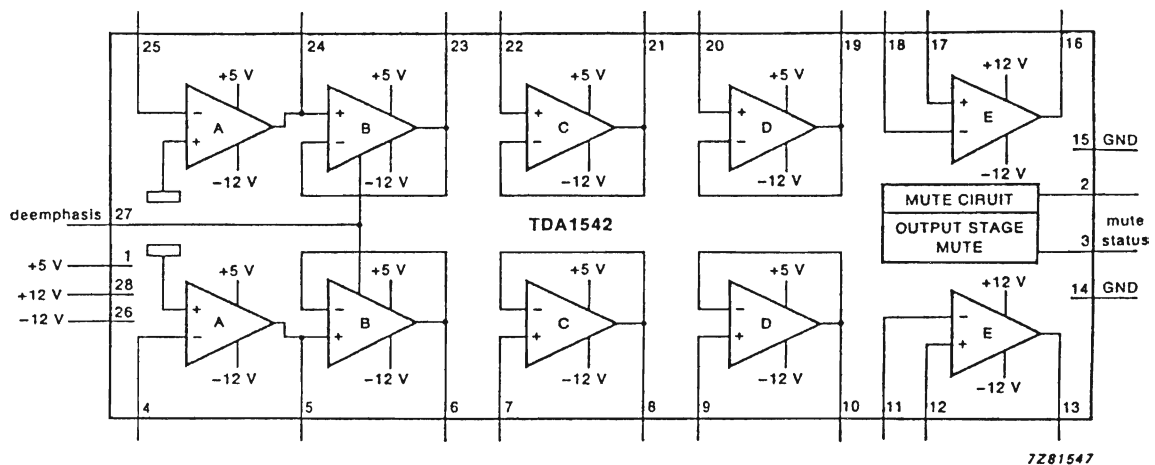 25 24 23 22 21 20 19 18 17 16
+5 V +5 V +5 V +5 V +12 V
− + + + +
A B C D E
+ − − − −
−12 V −12 V −12 V −12 V −12 V
15 GND
2
MUTE CIRUIT
deemphasis 27
TDA1542
OUTPUT STAGE
MUTE
mute
status
3
1
+5 V
28
+12 V
26
−12 V
14 GND
+5 V +5 V +5 V +5 V +12 V
+ − − − −
A B C D E
− + + + +
−12 V −12 V −12 V −12 V −12 V
4 5 6 7 8 9 10 11 12 13
7Z81547